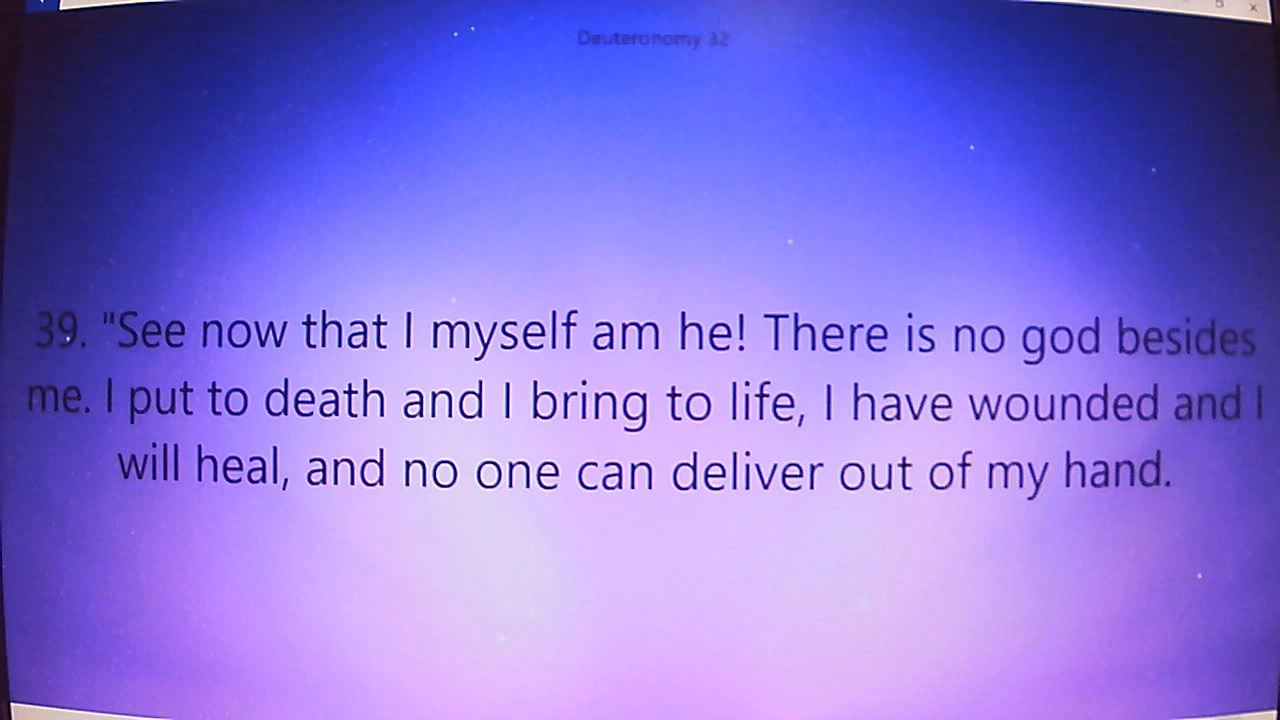 Deuteronomy 32
39. "See now that I myself am he! There is no god besides
me. I put to death and I bring to life, I have wounded and I
will heal, and no one can deliver out of my hand.